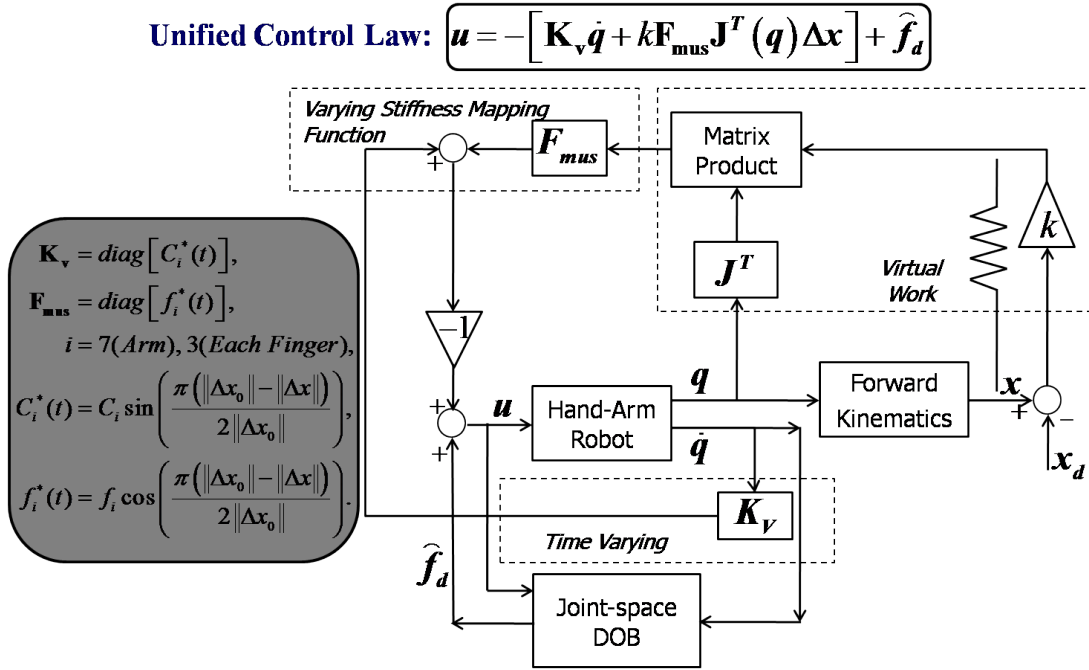 Unified Control Law: u = −[K_v q̇ + kF_mus J^T(q)Δx] + f̂_d
Varying Stiffness Mapping
Function
F_mus
Matrix
Product
k
J^T
Virtual
Work
K_v = diag[C_i^*(t)],
F_mus = diag[f_i^*(t)],
i = 7(Arm), 3(Each Finger),
C_i^*(t) = C_i sin(π(‖Δx_0‖−‖Δx‖) / 2‖Δx_0‖),
f_i^*(t) = f_i cos(π(‖Δx_0‖−‖Δx‖) / 2‖Δx_0‖).
+
+
−1
+
+
u
Hand-Arm
Robot
q
q̇
Forward
Kinematics
x
+
−
x_d
K_V
Time Varying
f̂_d
Joint-space
DOB